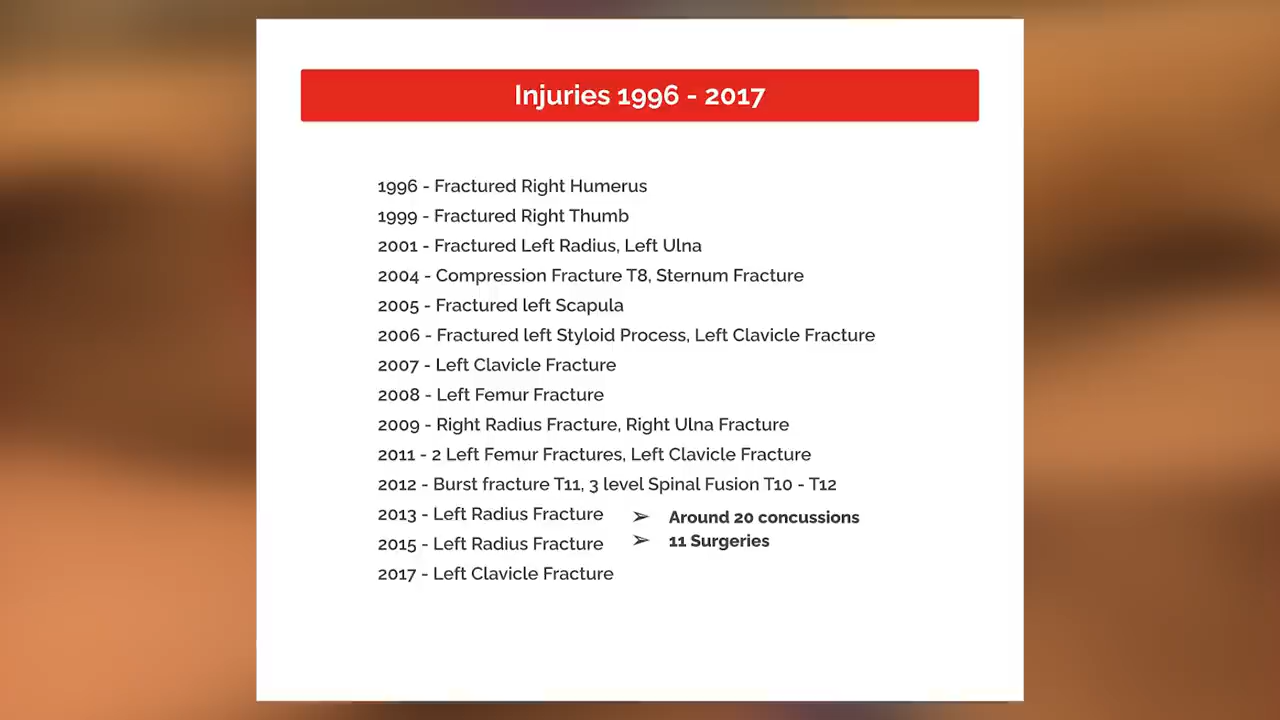 Injuries 1996 - 2017
1996 - Fractured Right Humerus
1999 - Fractured Right Thumb
2001 - Fractured Left Radius, Left Ulna
2004 - Compression Fracture T8, Sternum Fracture
2005 - Fractured left Scapula
2006 - Fractured left Styloid Process, Left Clavicle Fracture
2007 - Left Clavicle Fracture
2008 - Left Femur Fracture
2009 - Right Radius Fracture, Right Ulna Fracture
2011 - 2 Left Femur Fractures, Left Clavicle Fracture
2012 - Burst fracture T11, 3 level Spinal Fusion T10 - T12
2013 - Left Radius Fracture
2015 - Left Radius Fracture
2017 - Left Clavicle Fracture
➢ Around 20 concussions
➢ 11 Surgeries